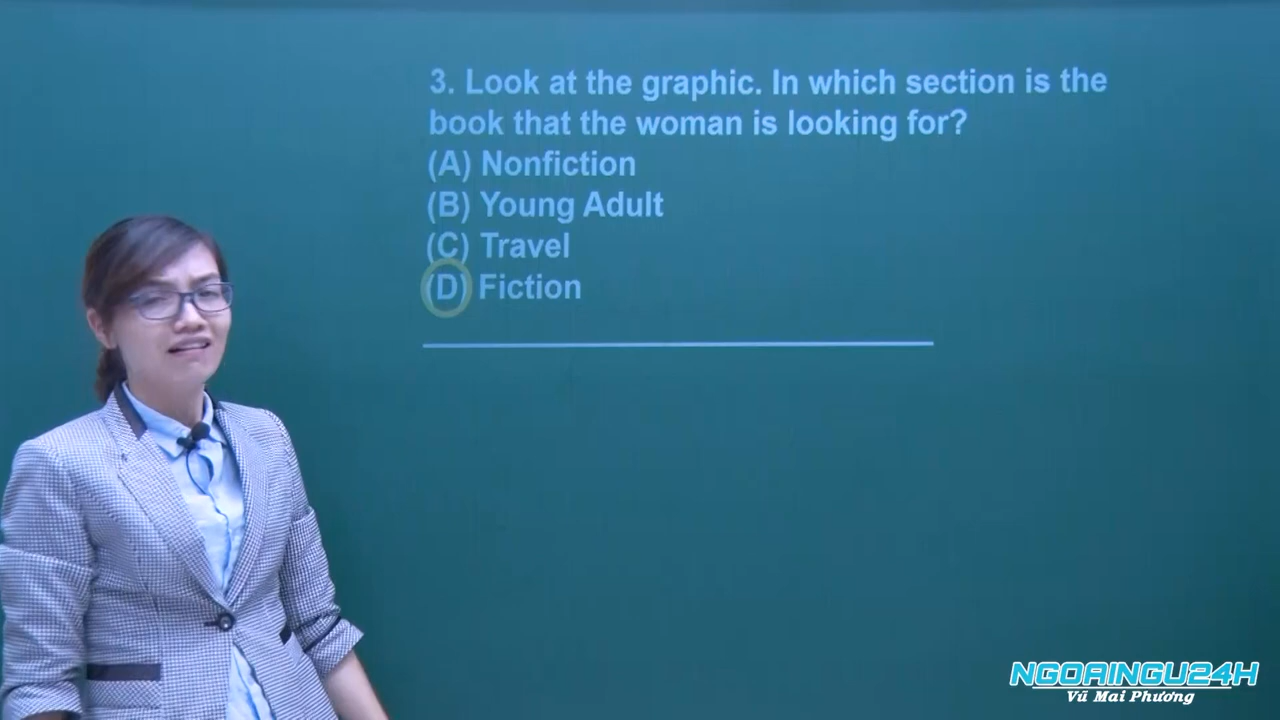 3. Look at the graphic. In which section is the
book that the woman is looking for?
(A) Nonfiction
(B) Young Adult
(C) Travel
(D) Fiction
NGOAINGU24H
Vũ Mai Phương